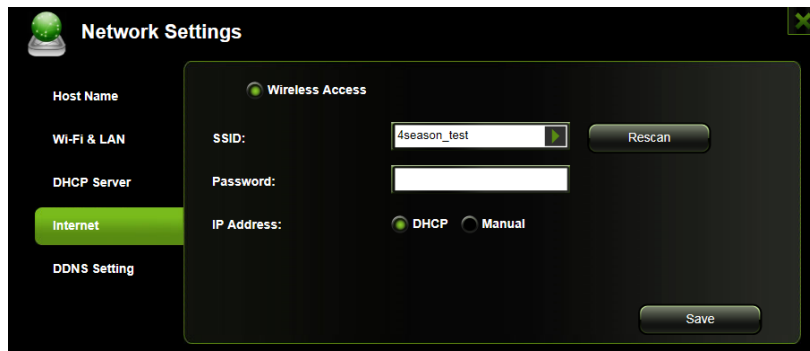 Network Settings
Host Name
Wi-Fi & LAN
DHCP Server
Internet
DDNS Setting
Wireless Access
SSID: 4season_test Rescan
Password:
IP Address: DHCP Manual
Save